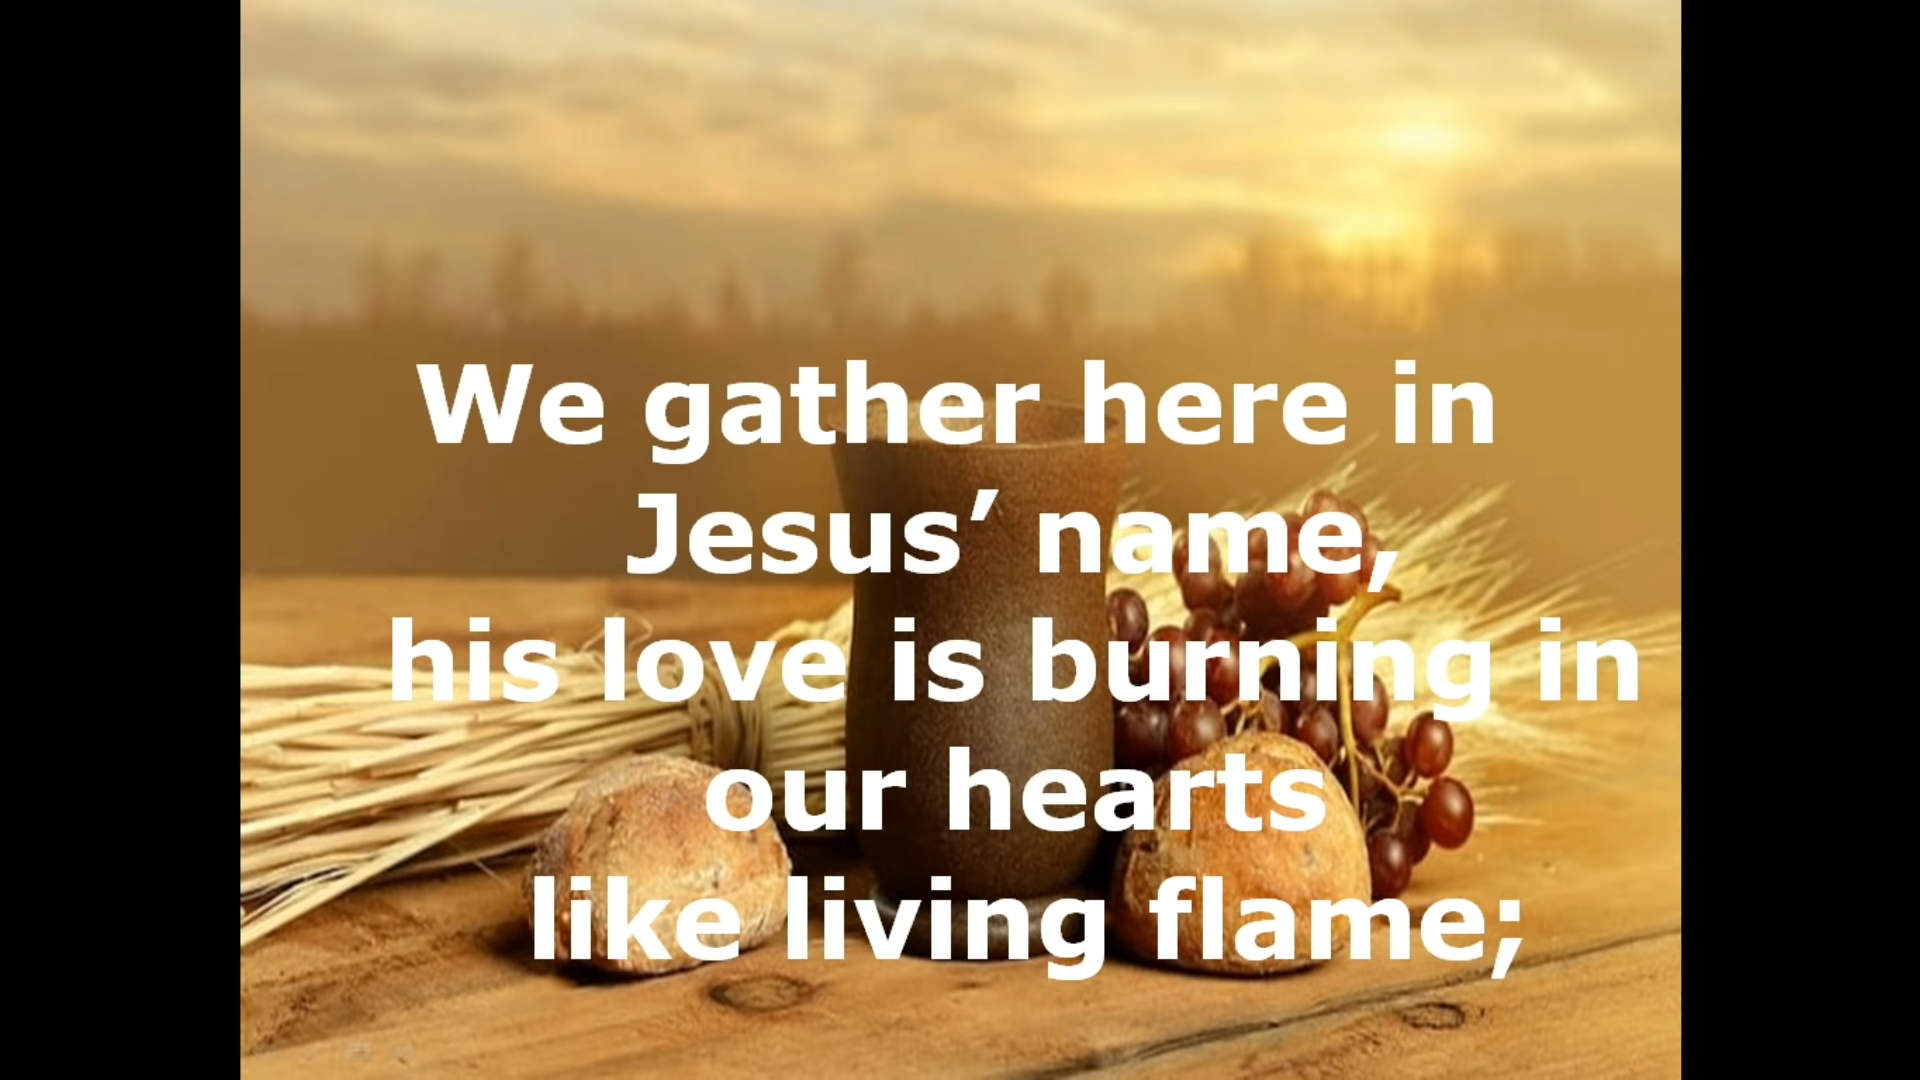 We gather here in
Jesus’ name,
his love is burning in
our hearts
like living flame;